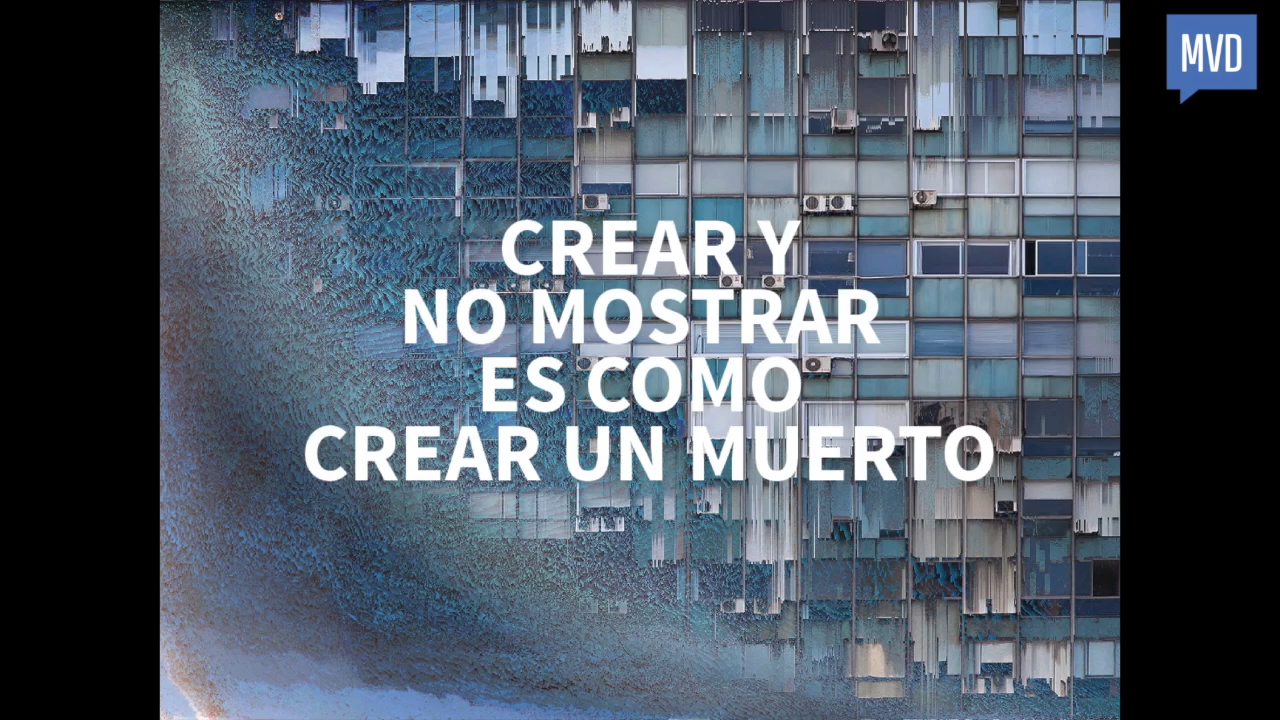 MVD
CREAR Y
NO MOSTRAR
ES COMO
CREAR UN MUERTO